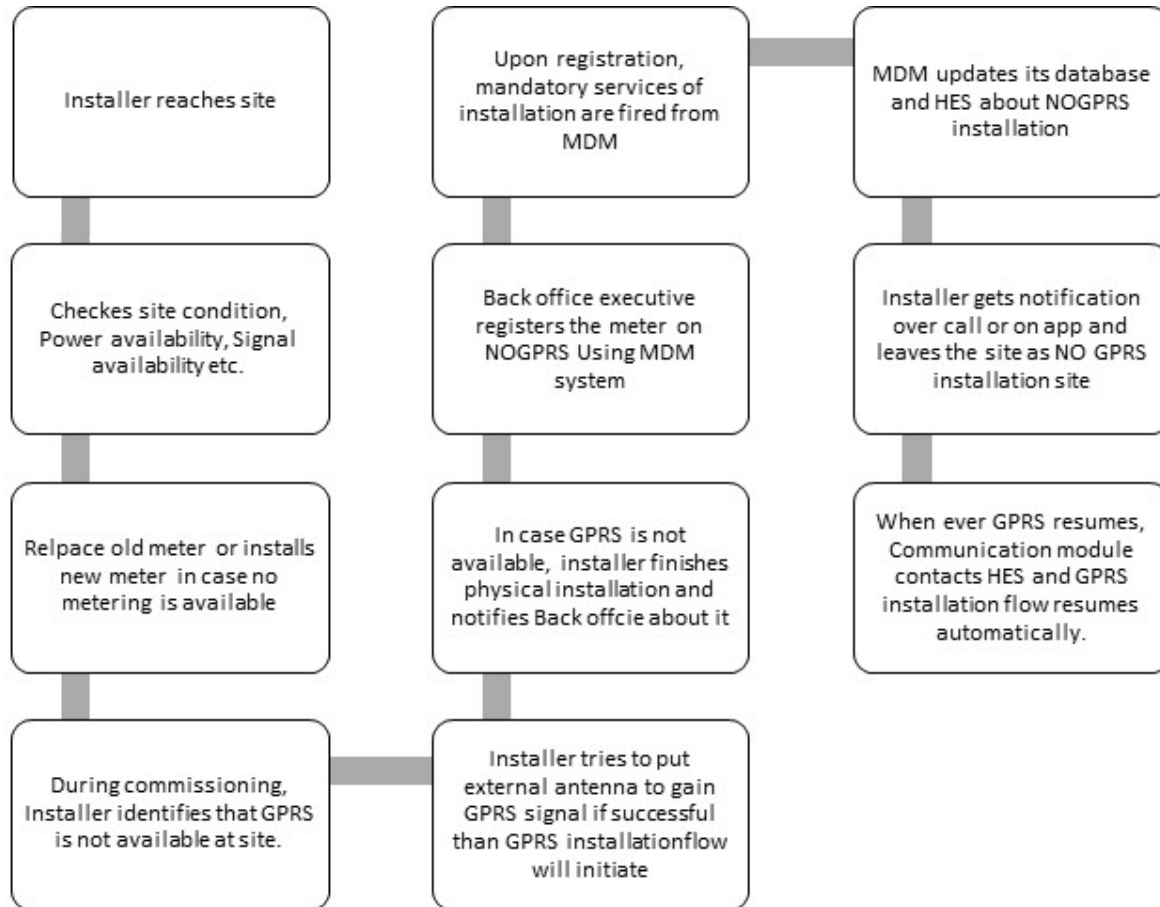 Installer reaches site
Checkes site condition,
Power availability, Signal
availability etc.
Relpace old meter or installs
new meter in case no
metering is available
During commissioning,
Installer identifies that GPRS
is not available at site.
Installer tries to put
external antenna to gain
GPRS signal if successful
than GPRS installationflow
will initiate
In case GPRS is not
available, installer finishes
physical installation and
notifies Back offcie about it
Back office executive
registers the meter on
NOGPRS Using MDM
system
Upon registration,
mandatory services of
installation are fired from
MDM
MDM updates its database
and HES about NOGPRS
installation
Installer gets notification
over call or on app and
leaves the site as NO GPRS
installation site
When ever GPRS resumes,
Communication module
contacts HES and GPRS
installation flow resumes
automatically.